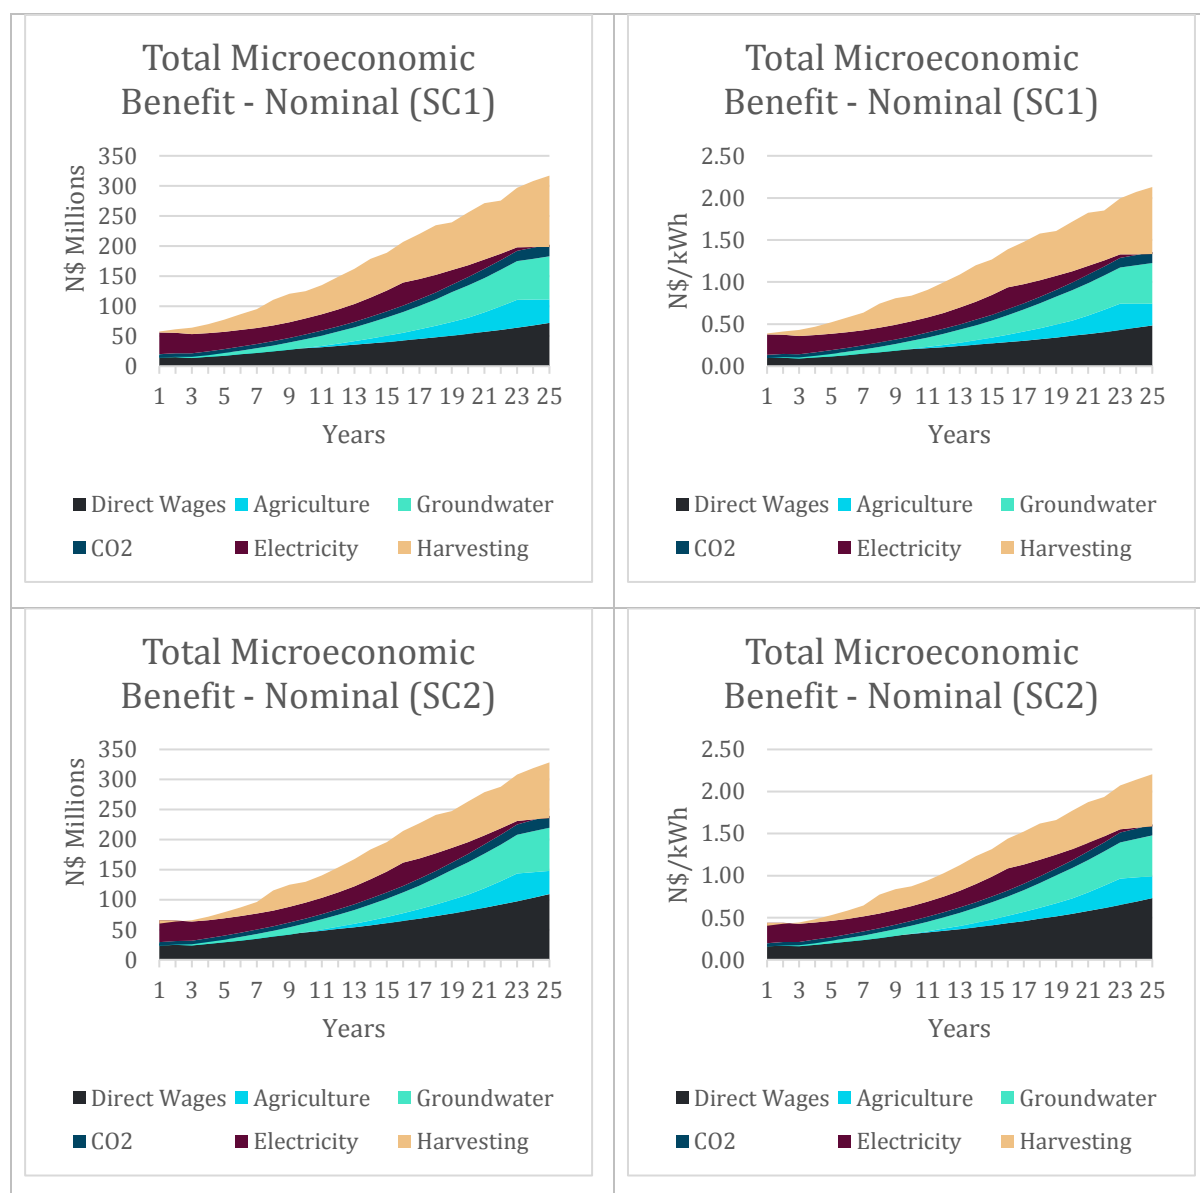 Total Microeconomic
Benefit - Nominal (SC1)
N$ Millions
350
300
250
200
150
100
50
0
1 3 5 7 9 11 13 15 17 19 21 23 25
Years
Direct Wages Agriculture Groundwater
CO2 Electricity Harvesting
Total Microeconomic
Benefit - Nominal (SC1)
N$/kWh
2.50
2.00
1.50
1.00
0.50
0.00
1 3 5 7 9 11 13 15 17 19 21 23 25
Years
Direct Wages Agriculture Groundwater
CO2 Electricity Harvesting
Total Microeconomic
Benefit - Nominal (SC2)
N$ Millions
350
300
250
200
150
100
50
0
1 3 5 7 9 11 13 15 17 19 21 23 25
Years
Direct Wages Agriculture Groundwater
CO2 Electricity Harvesting
Total Microeconomic
Benefit - Nominal (SC2)
N$/kWh
2.50
2.00
1.50
1.00
0.50
0.00
1 3 5 7 9 11 13 15 17 19 21 23 25
Years
Direct Wages Agriculture Groundwater
CO2 Electricity Harvesting